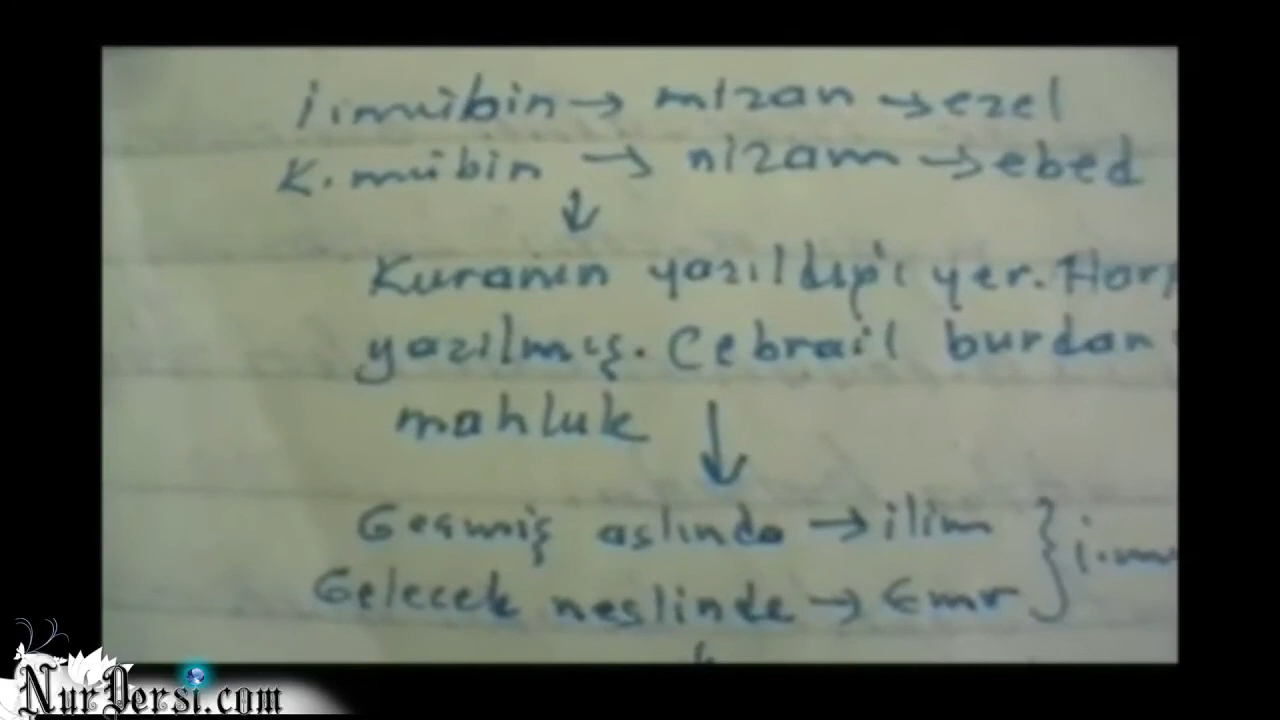 i.mübin → mizan → ezel
K. mübin → nizam → ebed
↓
Kuranın yazıldığı yer.
yazılmış. Cebrail burdan
mahluk ↓
Gecmiş aslında → ilim }
Gelecek neslinde → Emr
NurDersi.com